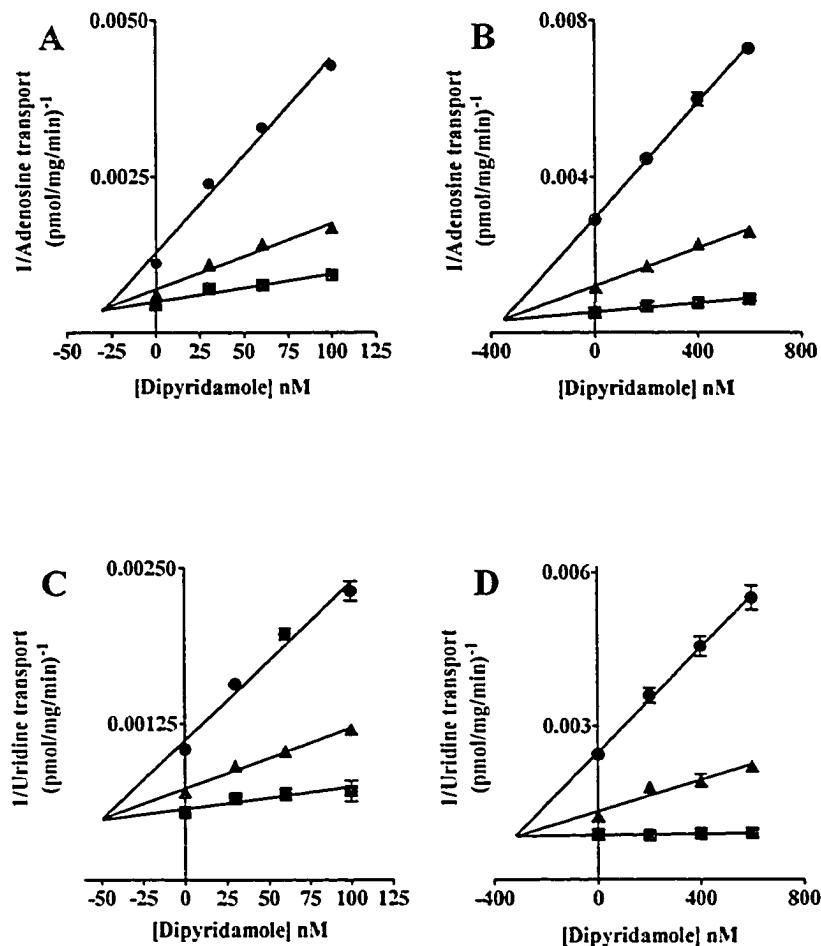 A
0.0050
0.0025
1/Adenosine transport
(pmol/mg/min)-1
-50 -25 0 25 50 75 100 125
[Dipyridamole] nM
B
0.008
0.004
1/Adenosine transport
(pmol/mg/min)-1
-400 0 400 800
[Dipyridamole] nM
C
0.00250
0.00125
1/Uridine transport
(pmol/mg/min)-1
-50 -25 0 25 50 75 100 125
[Dipyridamole] nM
D
0.006
0.003
1/Uridine transport
(pmol/mg/min)-1
-400 0 400 800
[Dipyridamole] nM